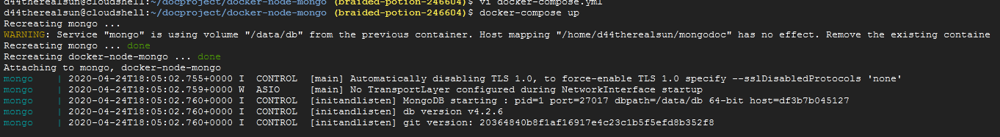 d44therealsun@cloudshell:~/docproject/docker-node-mongo (braided-potion-246604)$ vi docker-compose.yml
d44therealsun@cloudshell:~/docproject/docker-node-mongo (braided-potion-246604)$ docker-compose up
Recreating mongo ...
WARNING: Service "mongo" is using volume "/data/db" from the previous container. Host mapping "/home/d44therealsun/mongodoc" has no effect. Remove the existing containe
Recreating mongo ... done
Recreating docker-node-mongo ... done
Attaching to mongo, docker-node-mongo
mongo | 2020-04-24T18:05:02.755+0000 I CONTROL [main] Automatically disabling TLS 1.0, to force-enable TLS 1.0 specify --sslDisabledProtocols 'none'
mongo | 2020-04-24T18:05:02.759+0000 W ASIO [main] No TransportLayer configured during NetworkInterface startup
mongo | 2020-04-24T18:05:02.760+0000 I CONTROL [initandlisten] MongoDB starting : pid=1 port=27017 dbpath=/data/db 64-bit host=df3b7b045127
mongo | 2020-04-24T18:05:02.760+0000 I CONTROL [initandlisten] db version v4.2.6
mongo | 2020-04-24T18:05:02.760+0000 I CONTROL [initandlisten] git version: 20364840b8f1af16917e4c23c1b5f5efd8b352f8